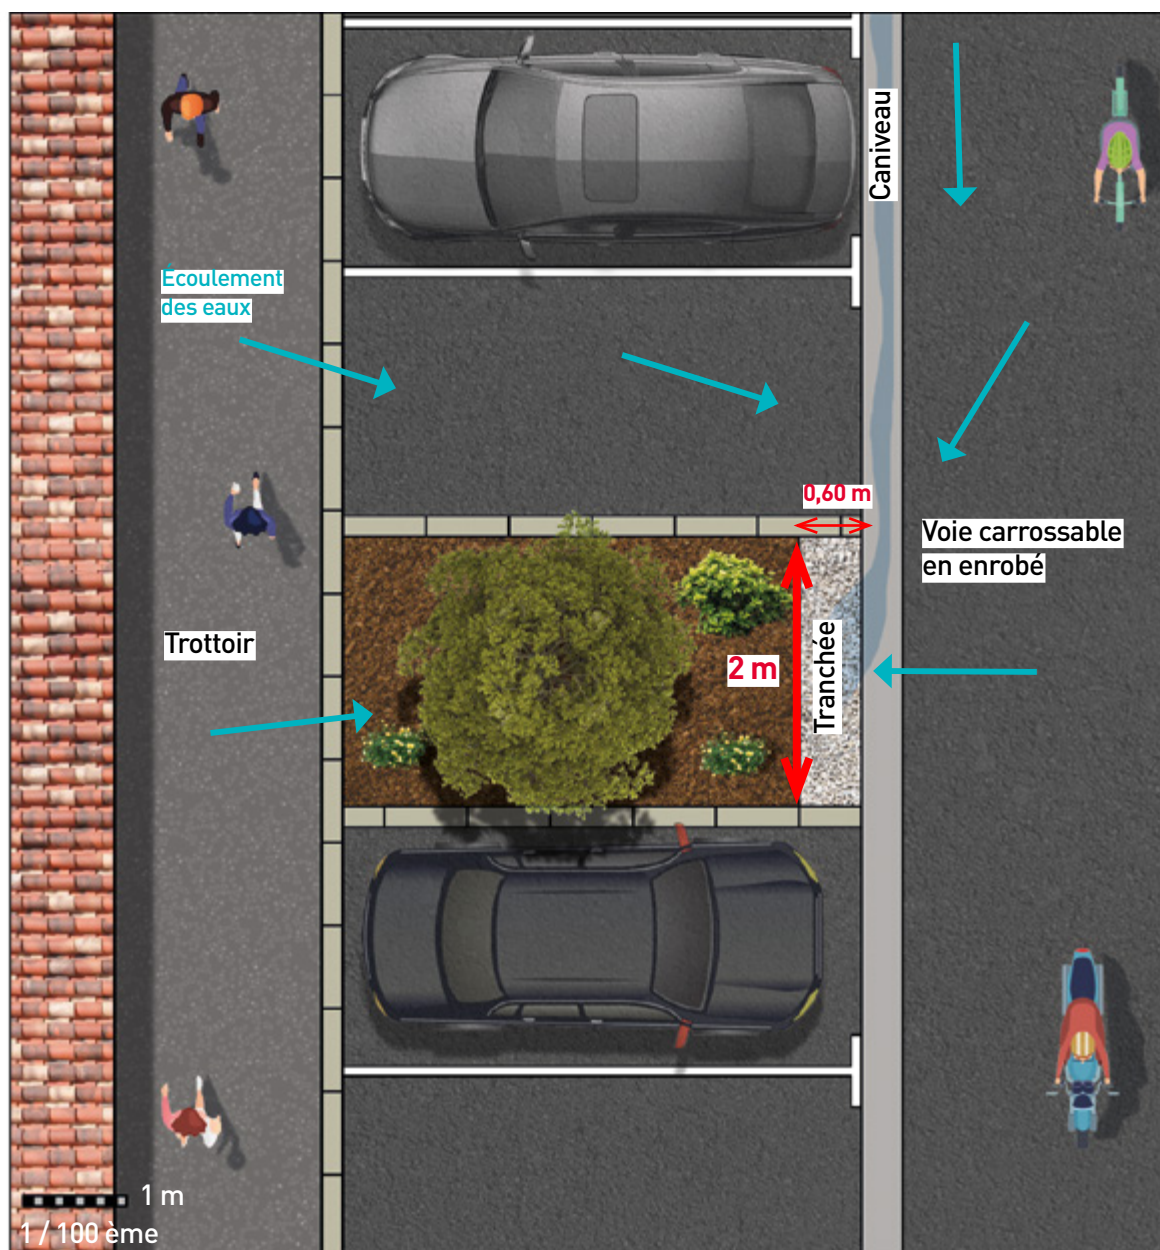 Caniveau
Écoulement
des eaux
0,60 m
Voie carrossable
en enrobé
Trottoir
2 m
Tranchée
1 m
1 / 100 ème